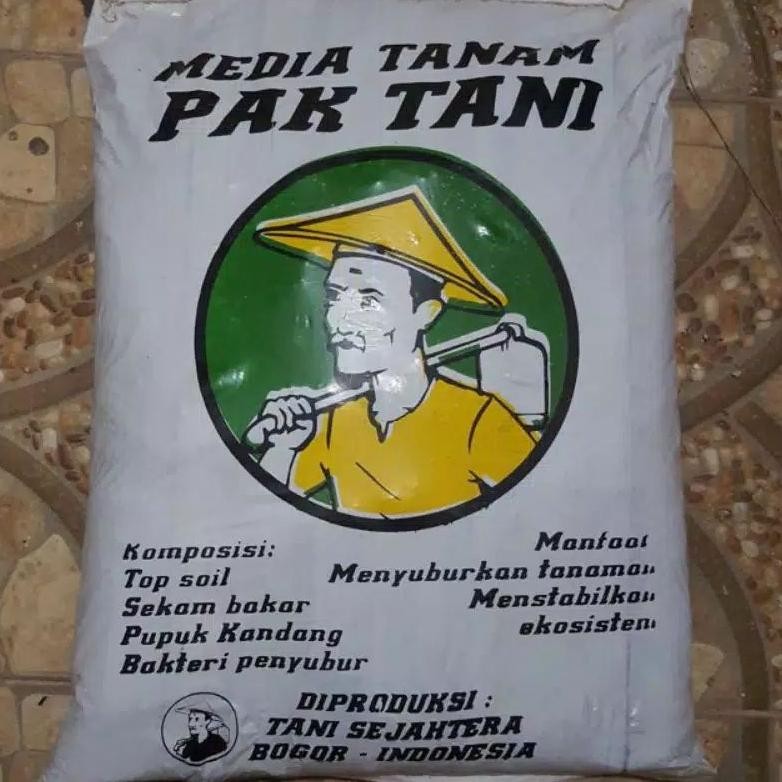 MEDIA TANAM
PAK TANI
Komposisi:
Top soil
Sekam bakar
Pupuk Kandang
Bakteri penyubur
Manfaat
Menyuburkan tanaman
Menstabilkan
ekosistem
DIPRODUKSI :
TANI SEJAHTERA
BOGOR - INDONESIA